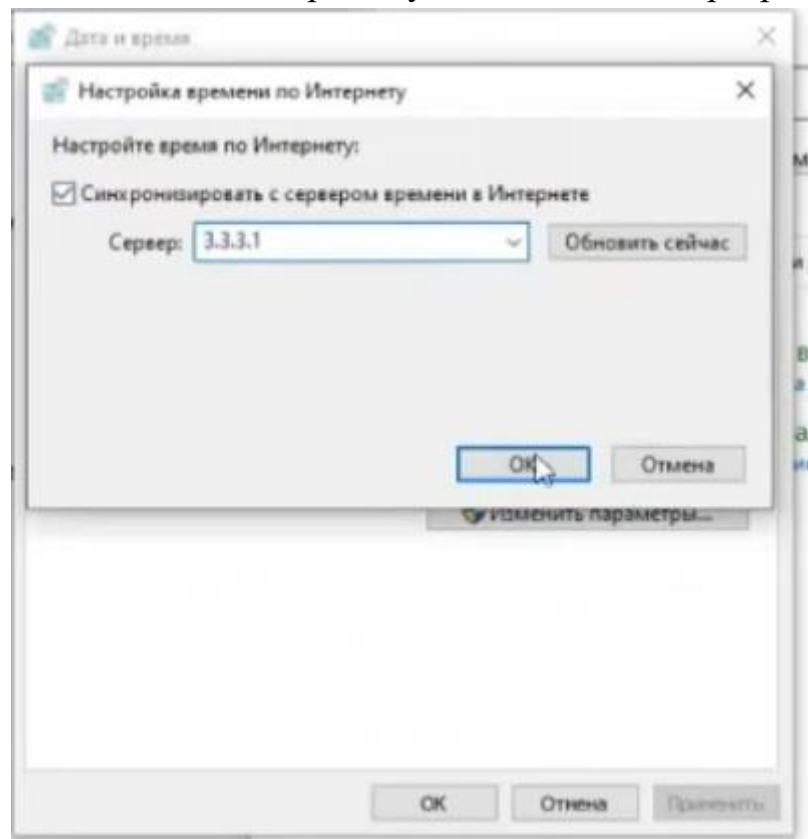 Дата и время
Настройка времени по Интернету
Настройте время по Интернету:
Синхронизировать с сервером времени в Интернете
Сервер: 3.3.3.1 Обновить сейчас
ОК Отмена
Изменить параметры...
ОК Отмена Применить